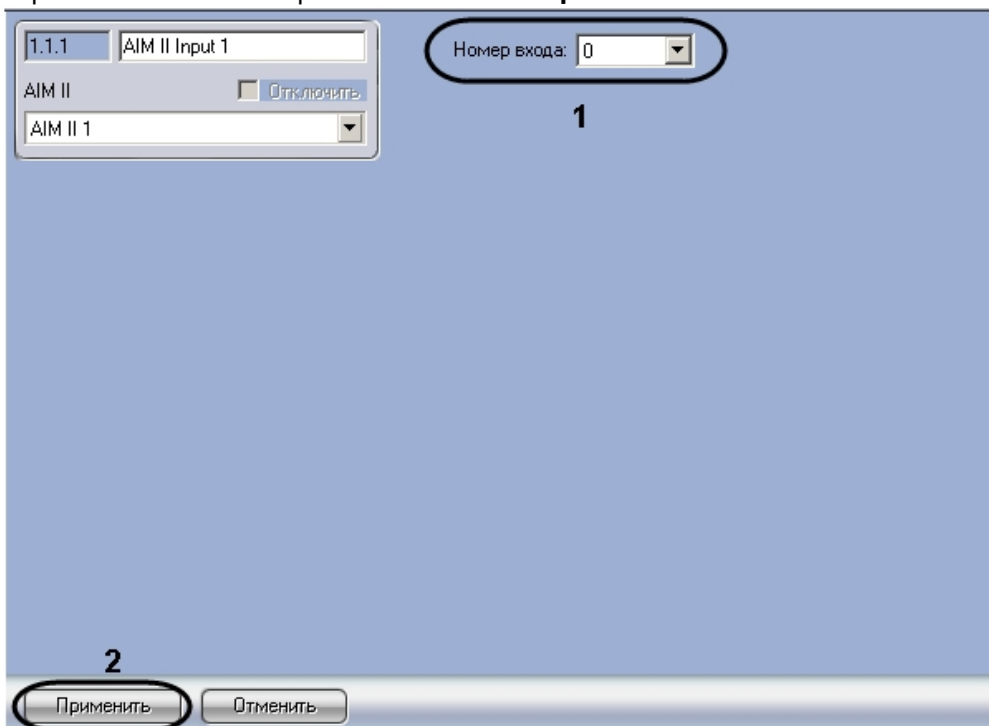 1.1.1 AIM II Input 1
Номер входа: 0
AIM II Отключить
1
AIM II 1
2
Применить Отменить